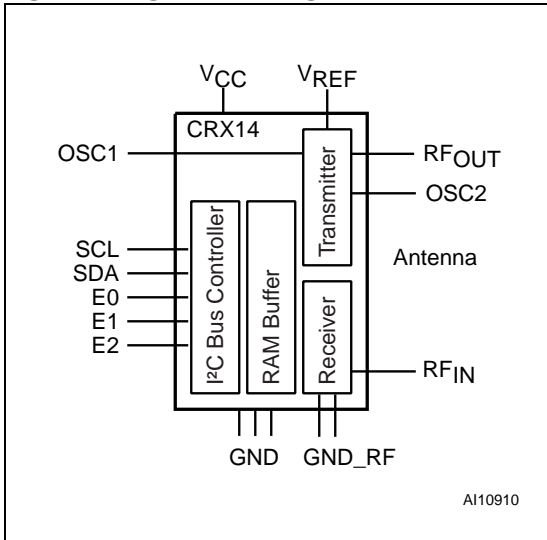 VCC
VREF
CRX14
OSC1
RFOUT
OSC2
Transmitter
Antenna
SCL
SDA
E0
E1
E2
I²C Bus Controller
RAM Buffer
Receiver
RFIN
GND
GND_RF
AI10910